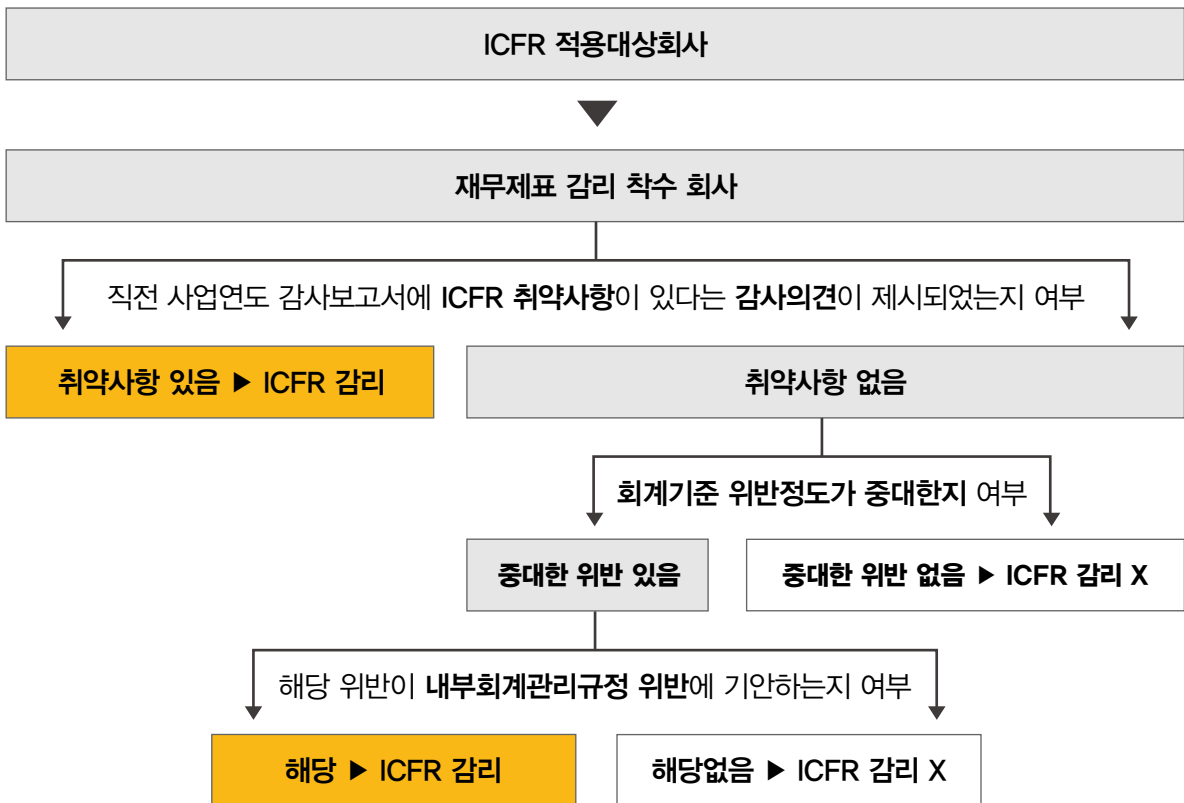 ICFR 적용대상회사
재무제표 감리 착수 회사
직전 사업연도 감사보고서에 ICFR 취약사항이 있다는 감사의견이 제시되었는지 여부
취약사항 있음 ▶ ICFR 감리
취약사항 없음
회계기준 위반정도가 중대한지 여부
중대한 위반 있음
중대한 위반 없음 ▶ ICFR 감리 X
해당 위반이 내부회계관리규정 위반에 기안하는지 여부
해당 ▶ ICFR 감리
해당없음 ▶ ICFR 감리 X